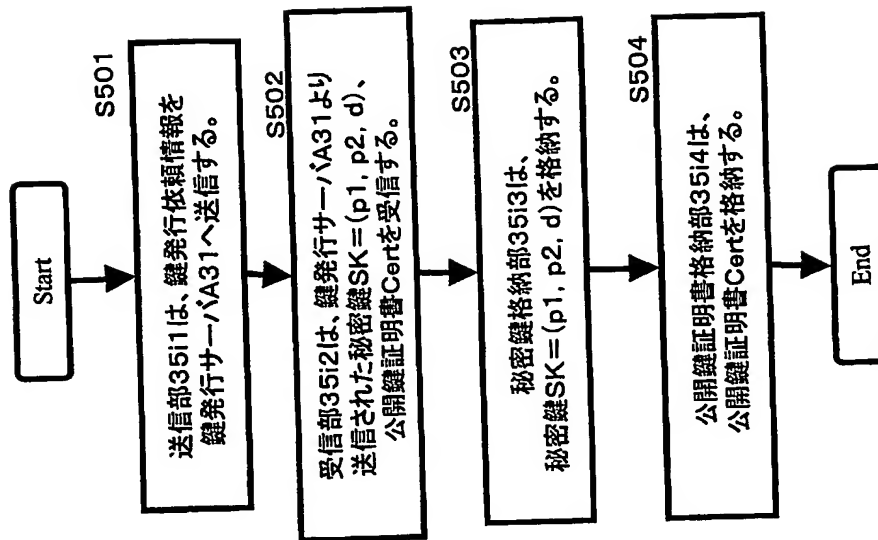 Start
S501
送信部35i1は、鍵発行依頼情報を
鍵発行サーバA31へ送信する。
S502
受信部35i2は、鍵発行サーバA31より
送信された秘密鍵SK=(p1, p2, d)、
公開鍵証明書Certを受信する。
S503
秘密鍵格納部35i3は、
秘密鍵SK=(p1, p2, d)を格納する。
S504
公開鍵証明書格納部35i4は、
公開鍵証明書Certを格納する。
End